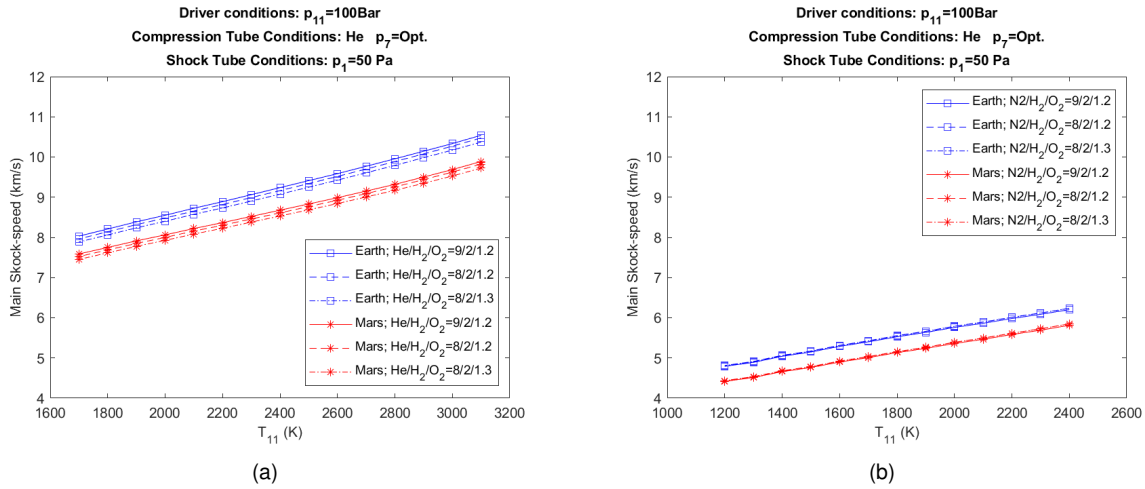 Driver conditions: p11=100Bar
Compression Tube Conditions: He p7=Opt.
Shock Tube Conditions: p1=50 Pa
12
11
10
9
8
7
6
5
4
Main Skock-speed (km/s)
Earth; He/H2/O2=9/2/1.2
Earth; He/H2/O2=8/2/1.2
Earth; He/H2/O2=8/2/1.3
Mars; He/H2/O2=9/2/1.2
Mars; He/H2/O2=8/2/1.2
Mars; He/H2/O2=8/2/1.3
1600 1800 2000 2200 2400 2600 2800 3000 3200
T11 (K)
(a)
Driver conditions: p11=100Bar
Compression Tube Conditions: He p7=Opt.
Shock Tube Conditions: p1=50 Pa
12
11
10
9
8
7
6
5
4
Main Skock-speed (km/s)
Earth; N2/H2/O2=9/2/1.2
Earth; N2/H2/O2=8/2/1.2
Earth; N2/H2/O2=8/2/1.3
Mars; N2/H2/O2=9/2/1.2
Mars; N2/H2/O2=8/2/1.2
Mars; N2/H2/O2=8/2/1.3
1000 1200 1400 1600 1800 2000 2200 2400 2600
T11 (K)
(b)